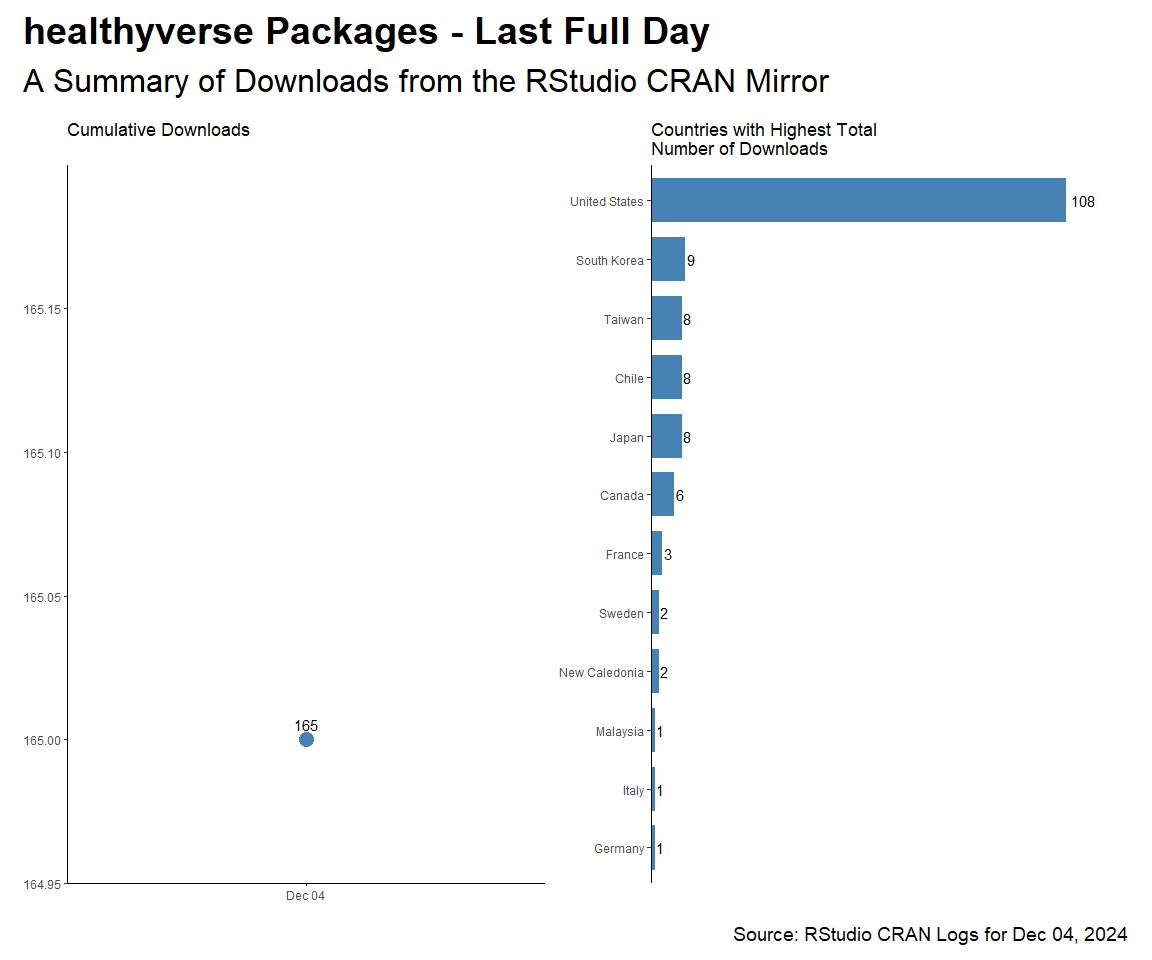 healthyverse Packages - Last Full Day
A Summary of Downloads from the RStudio CRAN Mirror
Cumulative Downloads
165.15
165.10
165.05
165.00
164.95
165
Dec 04
Countries with Highest Total
Number of Downloads
United States 108
South Korea 9
Taiwan 8
Chile 8
Japan 8
Canada 6
France 3
Sweden 2
New Caledonia 2
Malaysia 1
Italy 1
Germany 1
Source: RStudio CRAN Logs for Dec 04, 2024